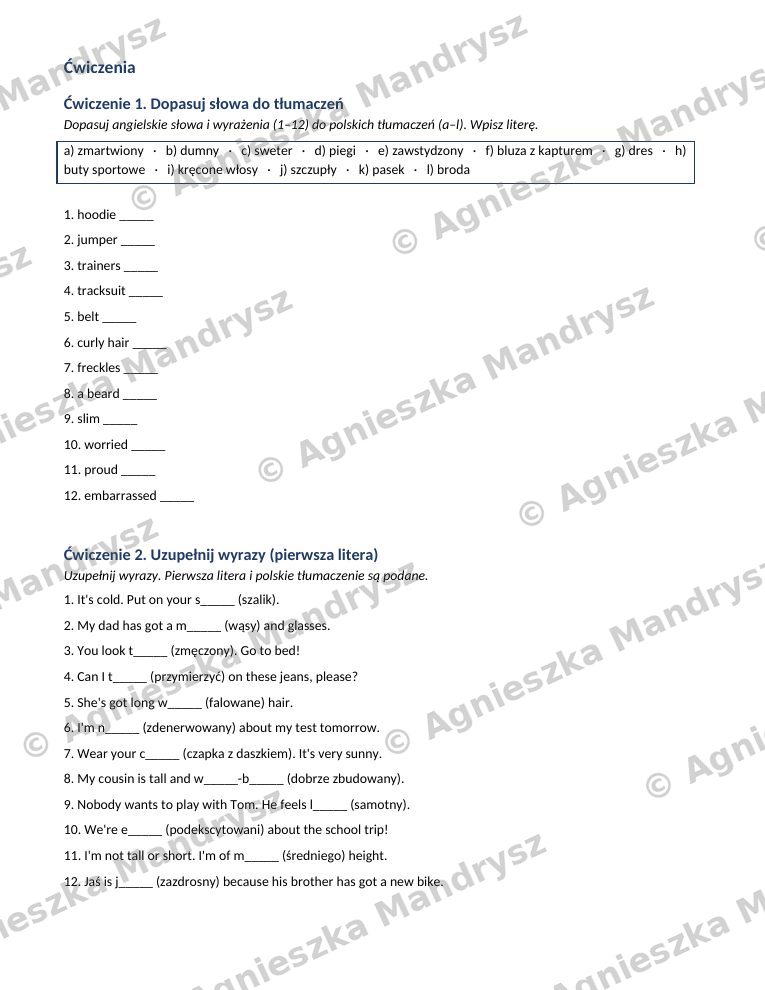 Ćwiczenia
Ćwiczenie 1. Dopasuj słowa do tłumaczeń
Dopasuj angielskie słowa i wyrażenia (1–12) do polskich tłumaczeń (a–l). Wpisz literę.
a) zmartwiony · b) dumny · c) sweter · d) piegi · e) zawstydzony · f) bluza z kapturem · g) dres · h)
buty sportowe · i) kręcone włosy · j) szczupły · k) pasek · l) broda
1. hoodie _____
2. jumper _____
3. trainers _____
4. tracksuit _____
5. belt _____
6. curly hair _____
7. freckles _____
8. a beard _____
9. slim _____
10. worried _____
11. proud _____
12. embarrassed _____
Ćwiczenie 2. Uzupełnij wyrazy (pierwsza litera)
Uzupełnij wyrazy. Pierwsza litera i polskie tłumaczenie są podane.
1. It's cold. Put on your s_____ (szalik).
2. My dad has got a m_____ (wąsy) and glasses.
3. You look t_____ (zmęczony). Go to bed!
4. Can I t_____ (przymierzyć) on these jeans, please?
5. She's got long w_____ (falowane) hair.
6. I'm n_____ (zdenerwowany) about my test tomorrow.
7. Wear your c_____ (czapka z daszkiem). It's very sunny.
8. My cousin is tall and w_____-b_____ (dobrze zbudowany).
9. Nobody wants to play with Tom. He feels l_____ (samotny).
10. We're e_____ (podekscytowani) about the school trip!
11. I'm not tall or short. I'm of m_____ (średniego) height.
12. Jaś is j_____ (zazdrosny) because his brother has got a new bike.
© Agnieszka Mandrysz
© Agnieszka Mandrysz
© Agnieszka Mandrysz
© Agnieszka Mandrysz
© Agnieszka Mandrysz
© Agnieszka Mandrysz